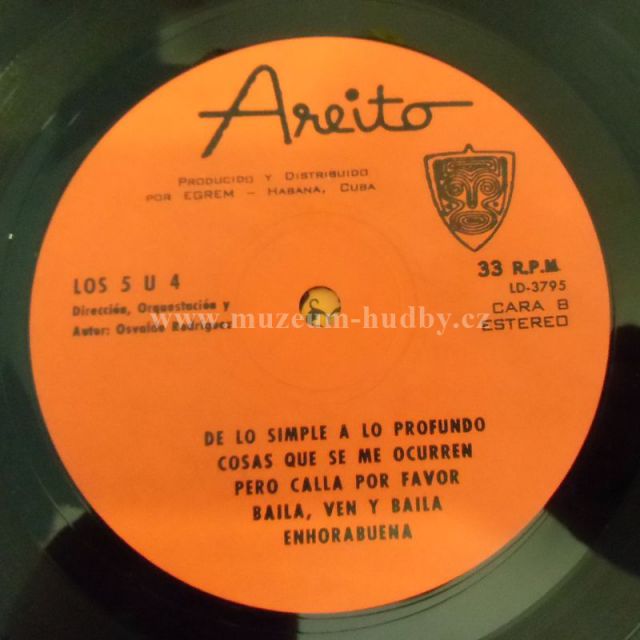 Areito
PRODUCIDO Y DISTRIBUIDO
POR EGREM - HABANA, CUBA
LOS 5 U 4
Dirección, Orquestación y
Autor: Osvaldo Rodríguez
33 R.P.M.
LD-3795
CARA B
ESTEREO
www.muzeum-hudby.cz
DE LO SIMPLE A LO PROFUNDO
COSAS QUE SE ME OCURREN
PERO CALLA POR FAVOR
BAILA, VEN Y BAILA
ENHORABUENA